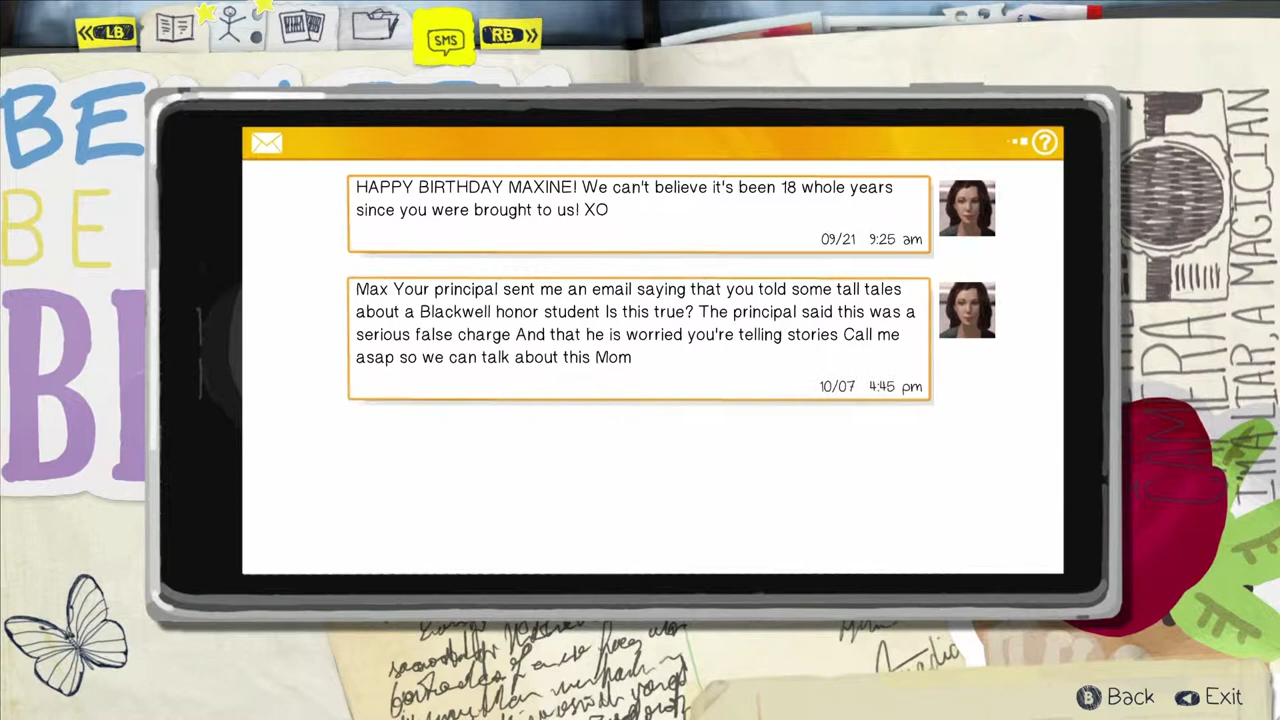 LB
SMS
RB
BE
BE
HAPPY BIRTHDAY MAXINE! We can't believe it's been 18 whole years
since you were brought to us! XO
09/21 9:25 am
Max Your principal sent me an email saying that you told some tall tales
about a Blackwell honor student Is this true? The principal said this was a
serious false charge And that he is worried you're telling stories Call me
asap so we can talk about this Mom
10/07 4:45 pm
?
MAGICIAN
B Back
Exit